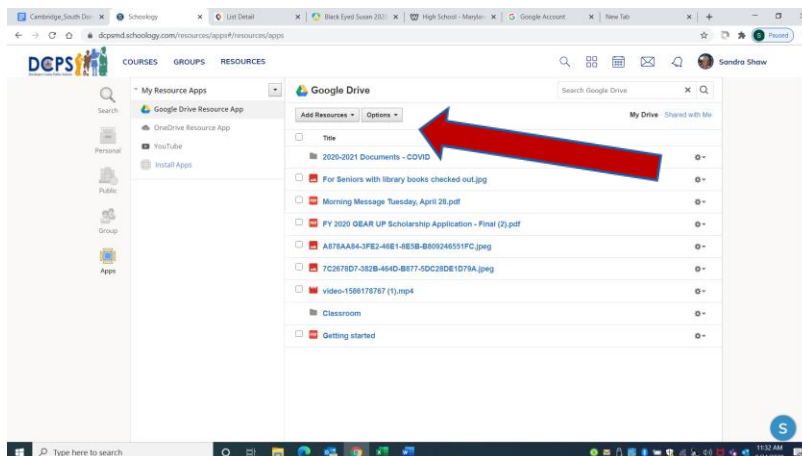 Cambridge_South Dor
Schoology
List Detail
Black Eyed Susan 202
High School - Marylan
Google Account
New Tab
dcpsmd.schoology.com/resources/apps#/resources/apps
Paused
DCPS
COURSES GROUPS RESOURCES
Sandra Shaw
Search
Personal
Public
Group
Apps
My Resource Apps
Google Drive Resource App
OneDrive Resource App
YouTube
Install Apps
Google Drive
Search Google Drive
Add Resources Options
My Drive Shared with Me
Title
2020-2021 Documents - COVID
For Seniors with library books checked out.jpg
Morning Message Tuesday, April 28.pdf
FY 2020 GEAR UP Scholarship Application - Final (2).pdf
A878AA84-3FE2-46E1-8E5B-B809246551FC.jpeg
7C2678D7-382B-464D-B877-5DC28DE1D79A.jpeg
video-1586178767 (1).mp4
Classroom
Getting started
S
Type here to search
11:32 AM